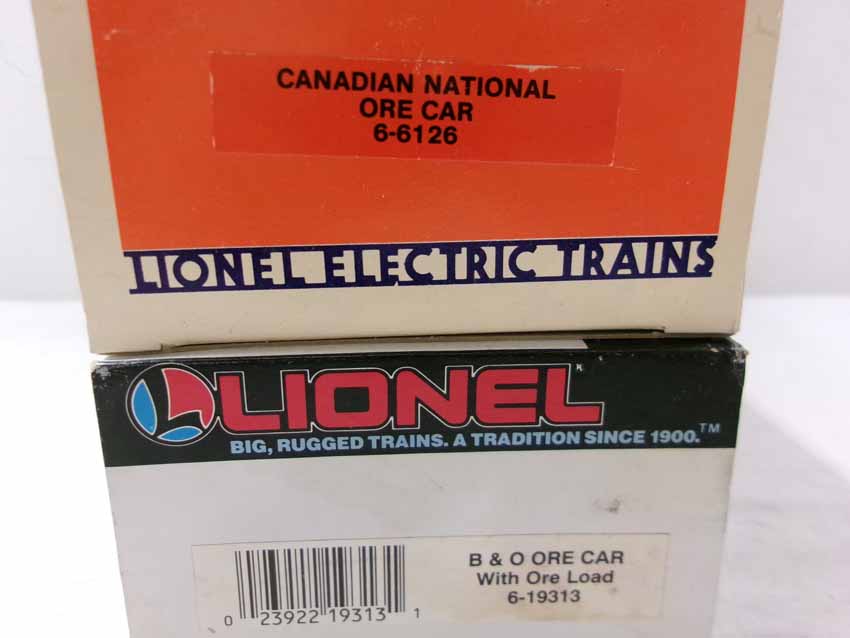 CANADIAN NATIONAL
ORE CAR
6-6126
LIONEL ELECTRIC TRAINS
LIONEL
BIG, RUGGED TRAINS. A TRADITION SINCE 1900.™
B & O ORE CAR
With Ore Load
6-19313
0 23922 19313 1